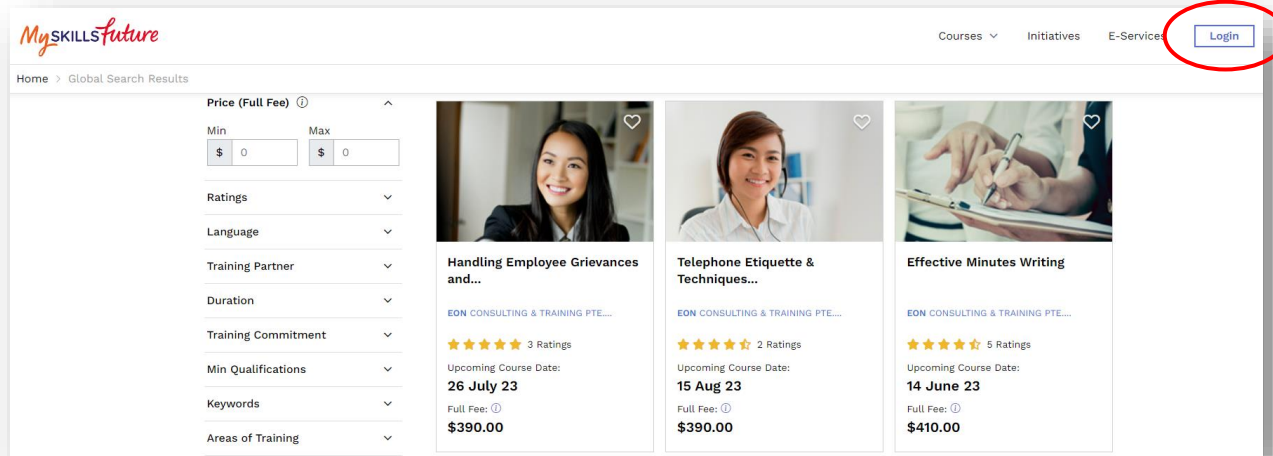 MySKILLSfuture
Courses
Initiatives
E-Services
Login
Home > Global Search Results
Price (Full Fee)
Min
Max
$ 0
$ 0
Ratings
Language
Training Partner
Duration
Training Commitment
Min Qualifications
Keywords
Areas of Training
Handling Employee Grievances
and...
EON CONSULTING & TRAINING PTE....
3 Ratings
Upcoming Course Date:
26 July 23
Full Fee:
$390.00
Telephone Etiquette &
Techniques...
EON CONSULTING & TRAINING PTE....
2 Ratings
Upcoming Course Date:
15 Aug 23
Full Fee:
$390.00
Effective Minutes Writing
EON CONSULTING & TRAINING PTE....
5 Ratings
Upcoming Course Date:
14 June 23
Full Fee:
$410.00